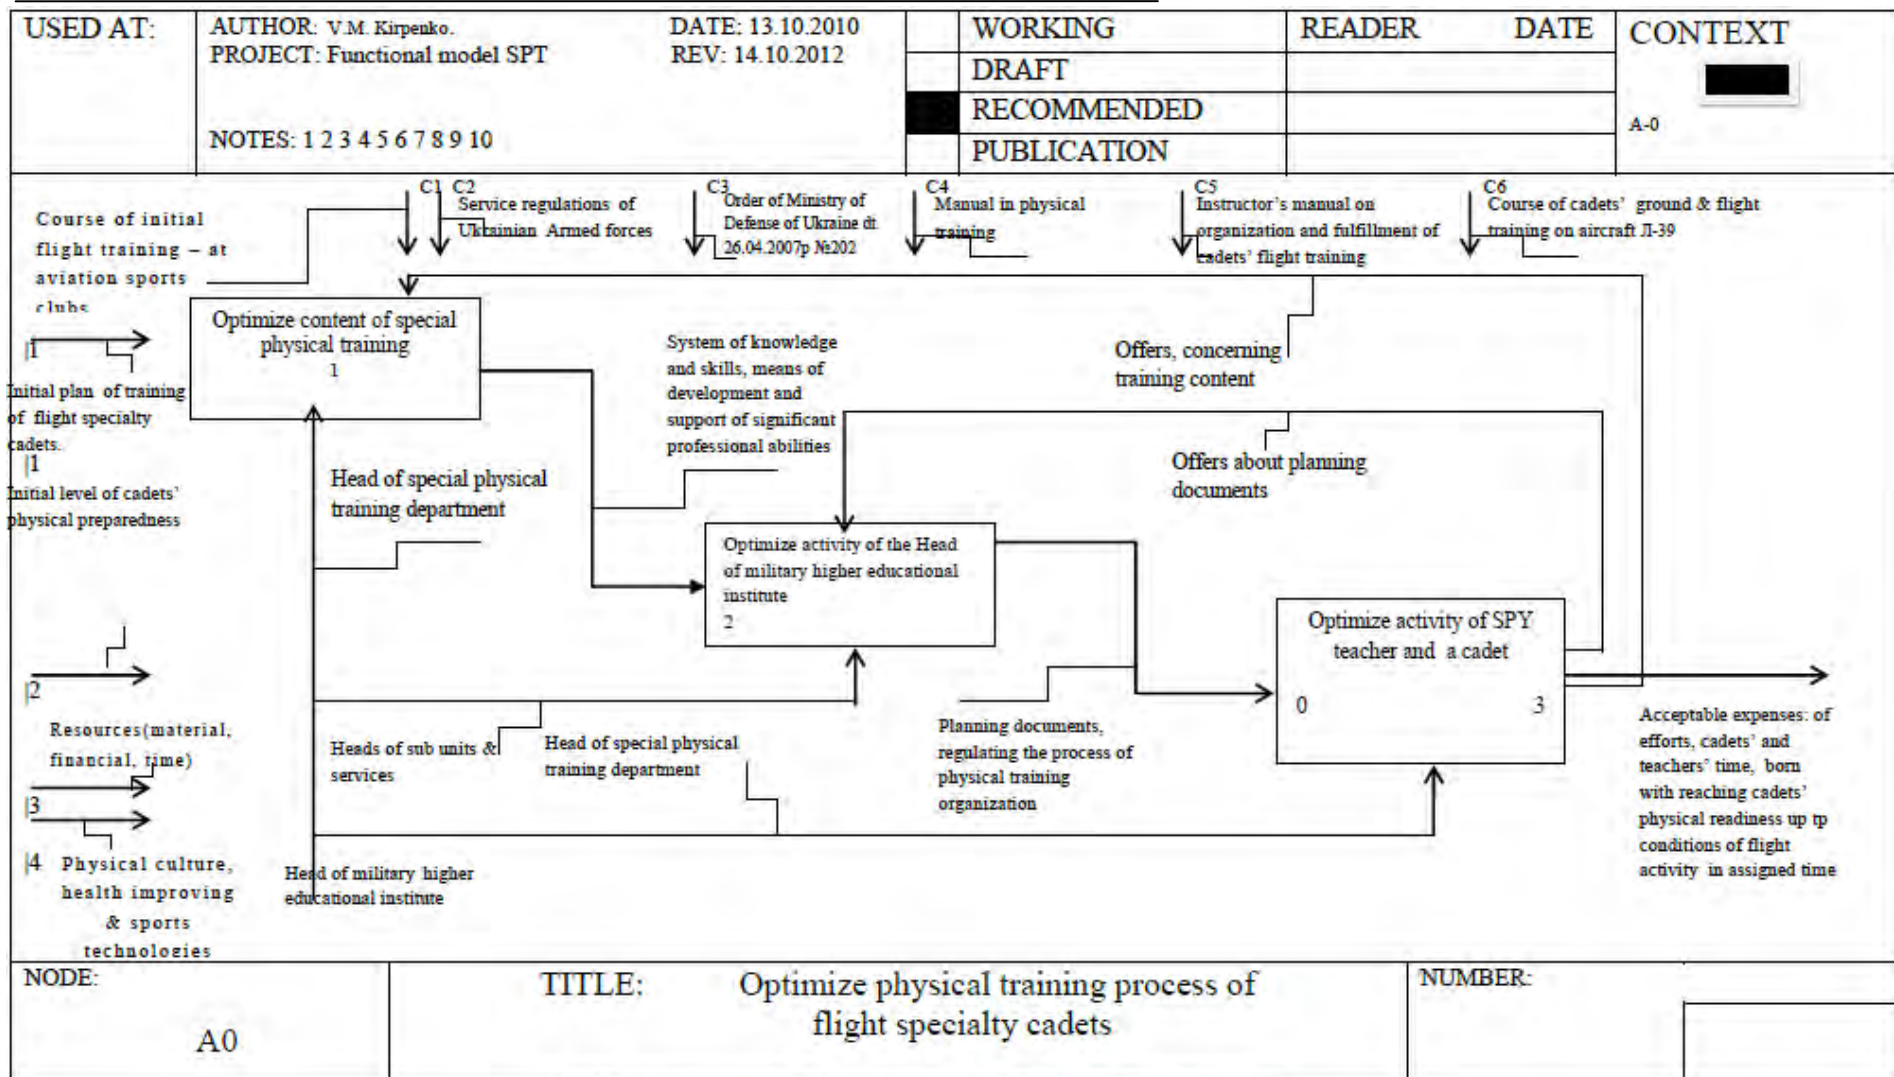 USED AT:
AUTHOR: V.M. Kirpenko.
DATE: 13.10.2010
PROJECT: Functional model SPT
REV: 14.10.2012
NOTES: 1 2 3 4 5 6 7 8 9 10
WORKING
READER
DATE
DRAFT
RECOMMENDED
PUBLICATION
CONTEXT
A-0
Course of initial
flight training – at
aviation sports
clubs
C1
C2
Service regulations of
Ukrainian Armed forces
C3
Order of Ministry of
Defense of Ukraine dt.
26.04.2007p №202
C4
Manual in physical
training
C5
Instructor's manual on
organization and fulfillment of
cadets' flight training
C6
Course of cadets' ground & flight
training on aircraft Л-39
Optimize content of special
physical training
1
|1
Initial plan of training
of flight specialty
cadets.
|1
Initial level of cadets'
physical preparedness
System of knowledge
and skills, means of
development and
support of significant
professional abilities
Offers, concerning
training content
Offers about planning
documents
Head of special physical
training department
Optimize activity of the Head
of military higher educational
institute
2
Optimize activity of SPY
teacher and a cadet
0
3
|2
Resources(material,
financial, time)
|3
|4
Physical culture,
health improving
& sports
technologies
Heads of sub units &
services
Head of special physical
training department
Planning documents,
regulating the process of
physical training
organization
Head of military higher
educational institute
Acceptable expenses: of
efforts, cadets' and
teachers' time, born
with reaching cadets'
physical readiness up tp
conditions of flight
activity in assigned time
NODE:
A0
TITLE:
Optimize physical training process of
flight specialty cadets
NUMBER: